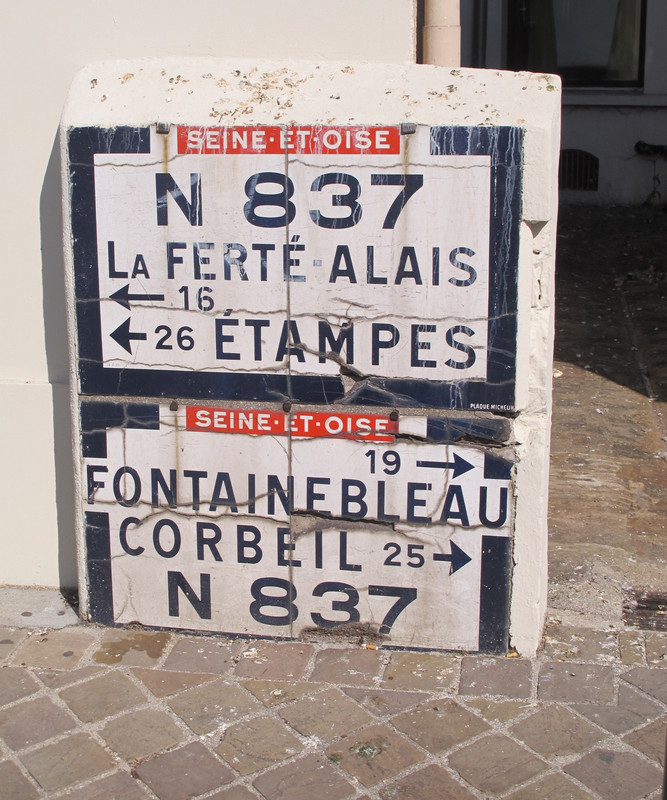 SEINE·ET·OISE
N 837
LA FERTÉ-ALAIS
← 16
← 26 ÉTAMPES
PLAQUE MICHELIN
SEINE·ET·OISE
19 →
FONTAINEBLEAU
CORBEIL 25 →
N 837